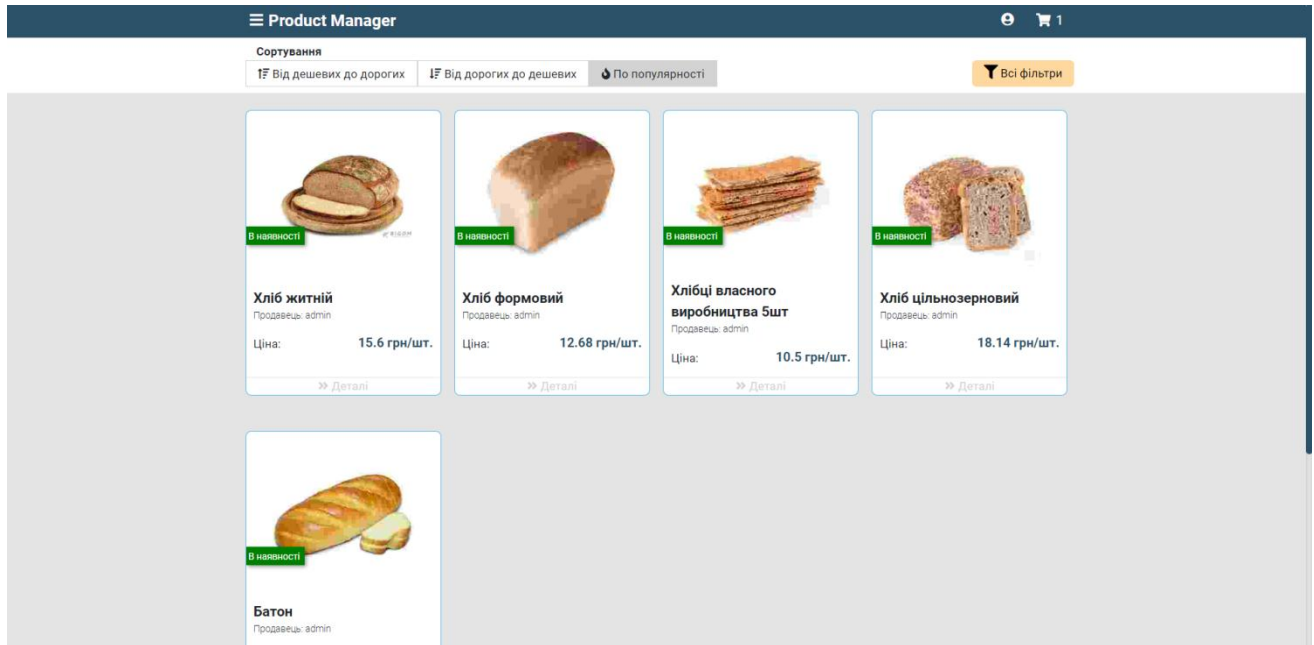 Product Manager
1
Сортування
Від дешевих до дорогих
Від дорогих до дешевих
По популярності
Всі фільтри
В наявності
Хліб житній
Продавець: admin
Ціна: 15.6 грн/шт.
Деталі
В наявності
Хліб формовий
Продавець: admin
Ціна: 12.68 грн/шт.
Деталі
В наявності
Хлібці власного
виробництва 5шт
Продавець: admin
Ціна: 10.5 грн/шт.
Деталі
В наявності
Хліб цільнозерновий
Продавець: admin
Ціна: 18.14 грн/шт.
Деталі
В наявності
Батон
Продавець: admin